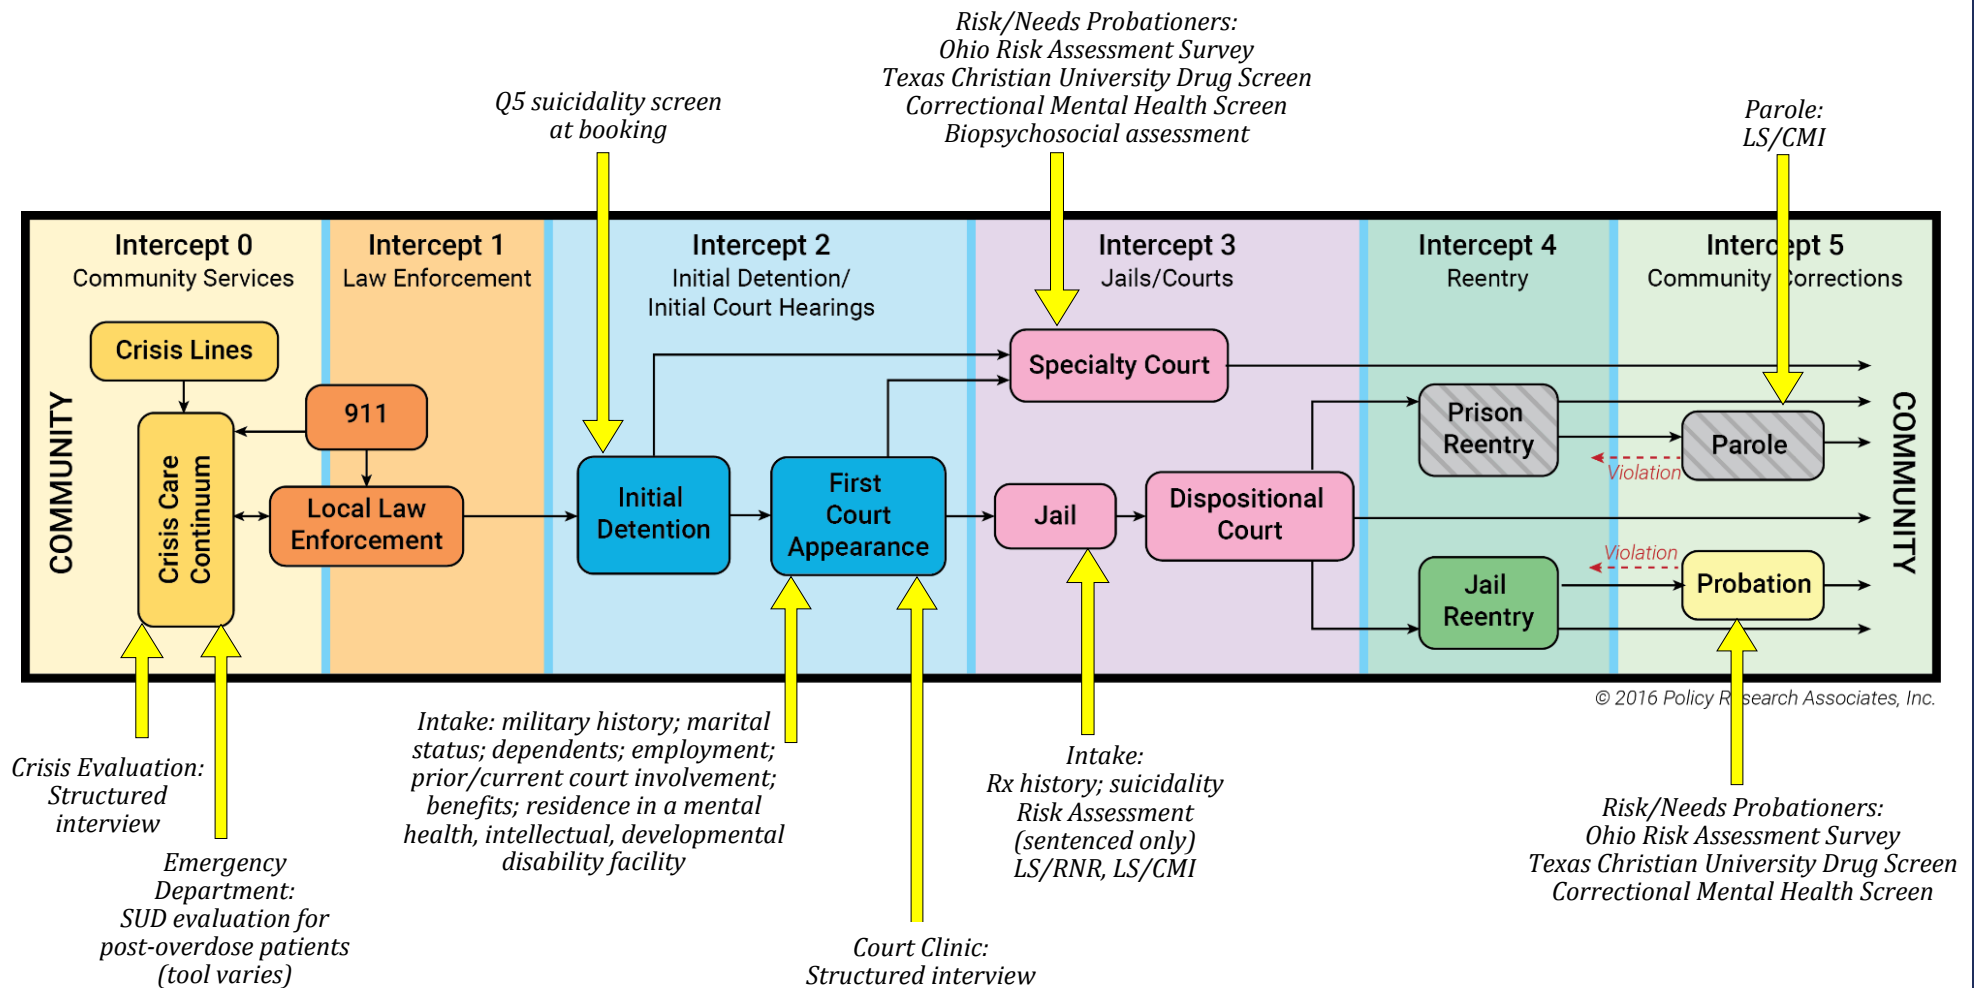 Risk/Needs Probationers:
Ohio Risk Assessment Survey
Texas Christian University Drug Screen
Correctional Mental Health Screen
Biopsychosocial assessment
Q5 suicidality screen
at booking
Parole:
LS/CMI
Intercept 0
Community Services
Intercept 1
Law Enforcement
Intercept 2
Initial Detention/
Initial Court Hearings
Intercept 3
Jails/Courts
Intercept 4
Reentry
Intercept 5
Community Corrections
COMMUNITY
Crisis Lines
Crisis Care
Continuum
911
Local Law
Enforcement
Initial
Detention
First
Court
Appearance
Specialty Court
Jail
Dispositional
Court
Prison
Reentry
Violation
Parole
Jail
Reentry
Violation
Probation
COMMUNITY
© 2016 Policy Research Associates, Inc.
Crisis Evaluation:
Structured
interview
Emergency
Department:
SUD evaluation for
post-overdose patients
(tool varies)
Intake: military history; marital
status; dependents; employment;
prior/current court involvement;
benefits; residence in a mental
health, intellectual, developmental
disability facility
Court Clinic:
Structured interview
Intake:
Rx history; suicidality
Risk Assessment
(sentenced only)
LS/RNR, LS/CMI
Risk/Needs Probationers:
Ohio Risk Assessment Survey
Texas Christian University Drug Screen
Correctional Mental Health Screen